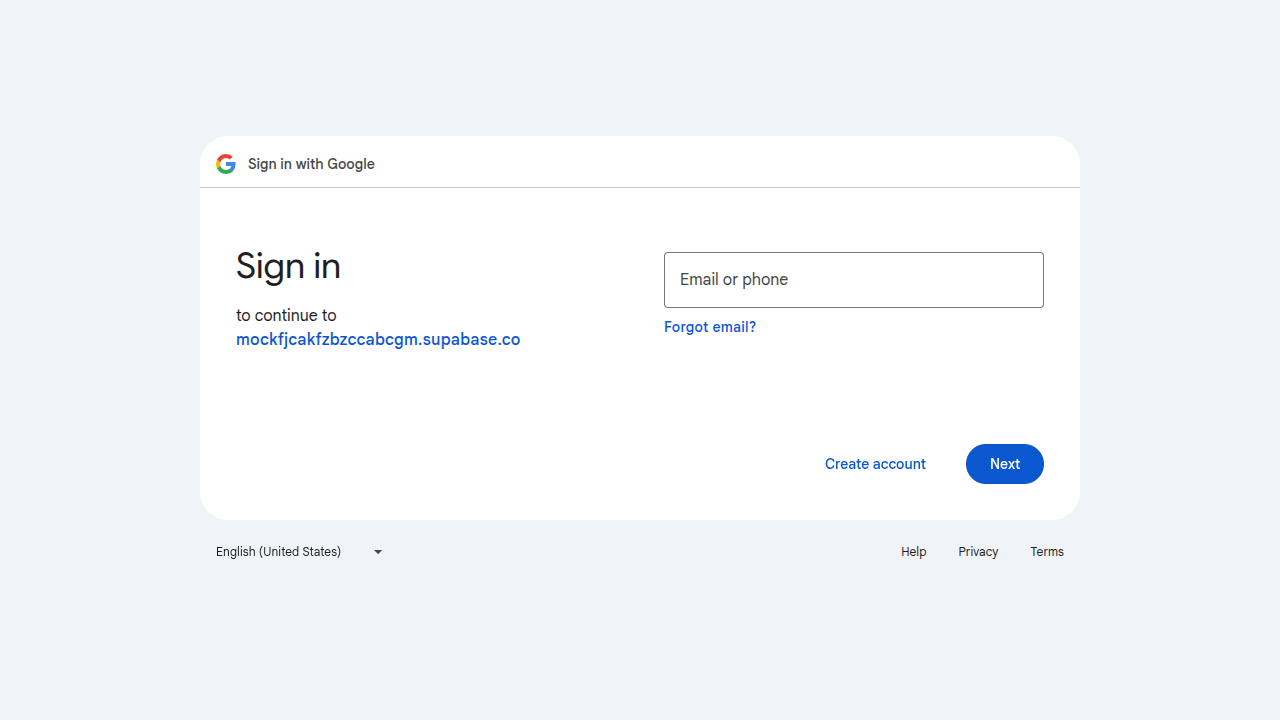 Sign in with Google
Sign in
to continue to
mockfjcakfzbzccabcgm.supabase.co
Email or phone
Forgot email?
Create account
Next
English (United States)
Help
Privacy
Terms